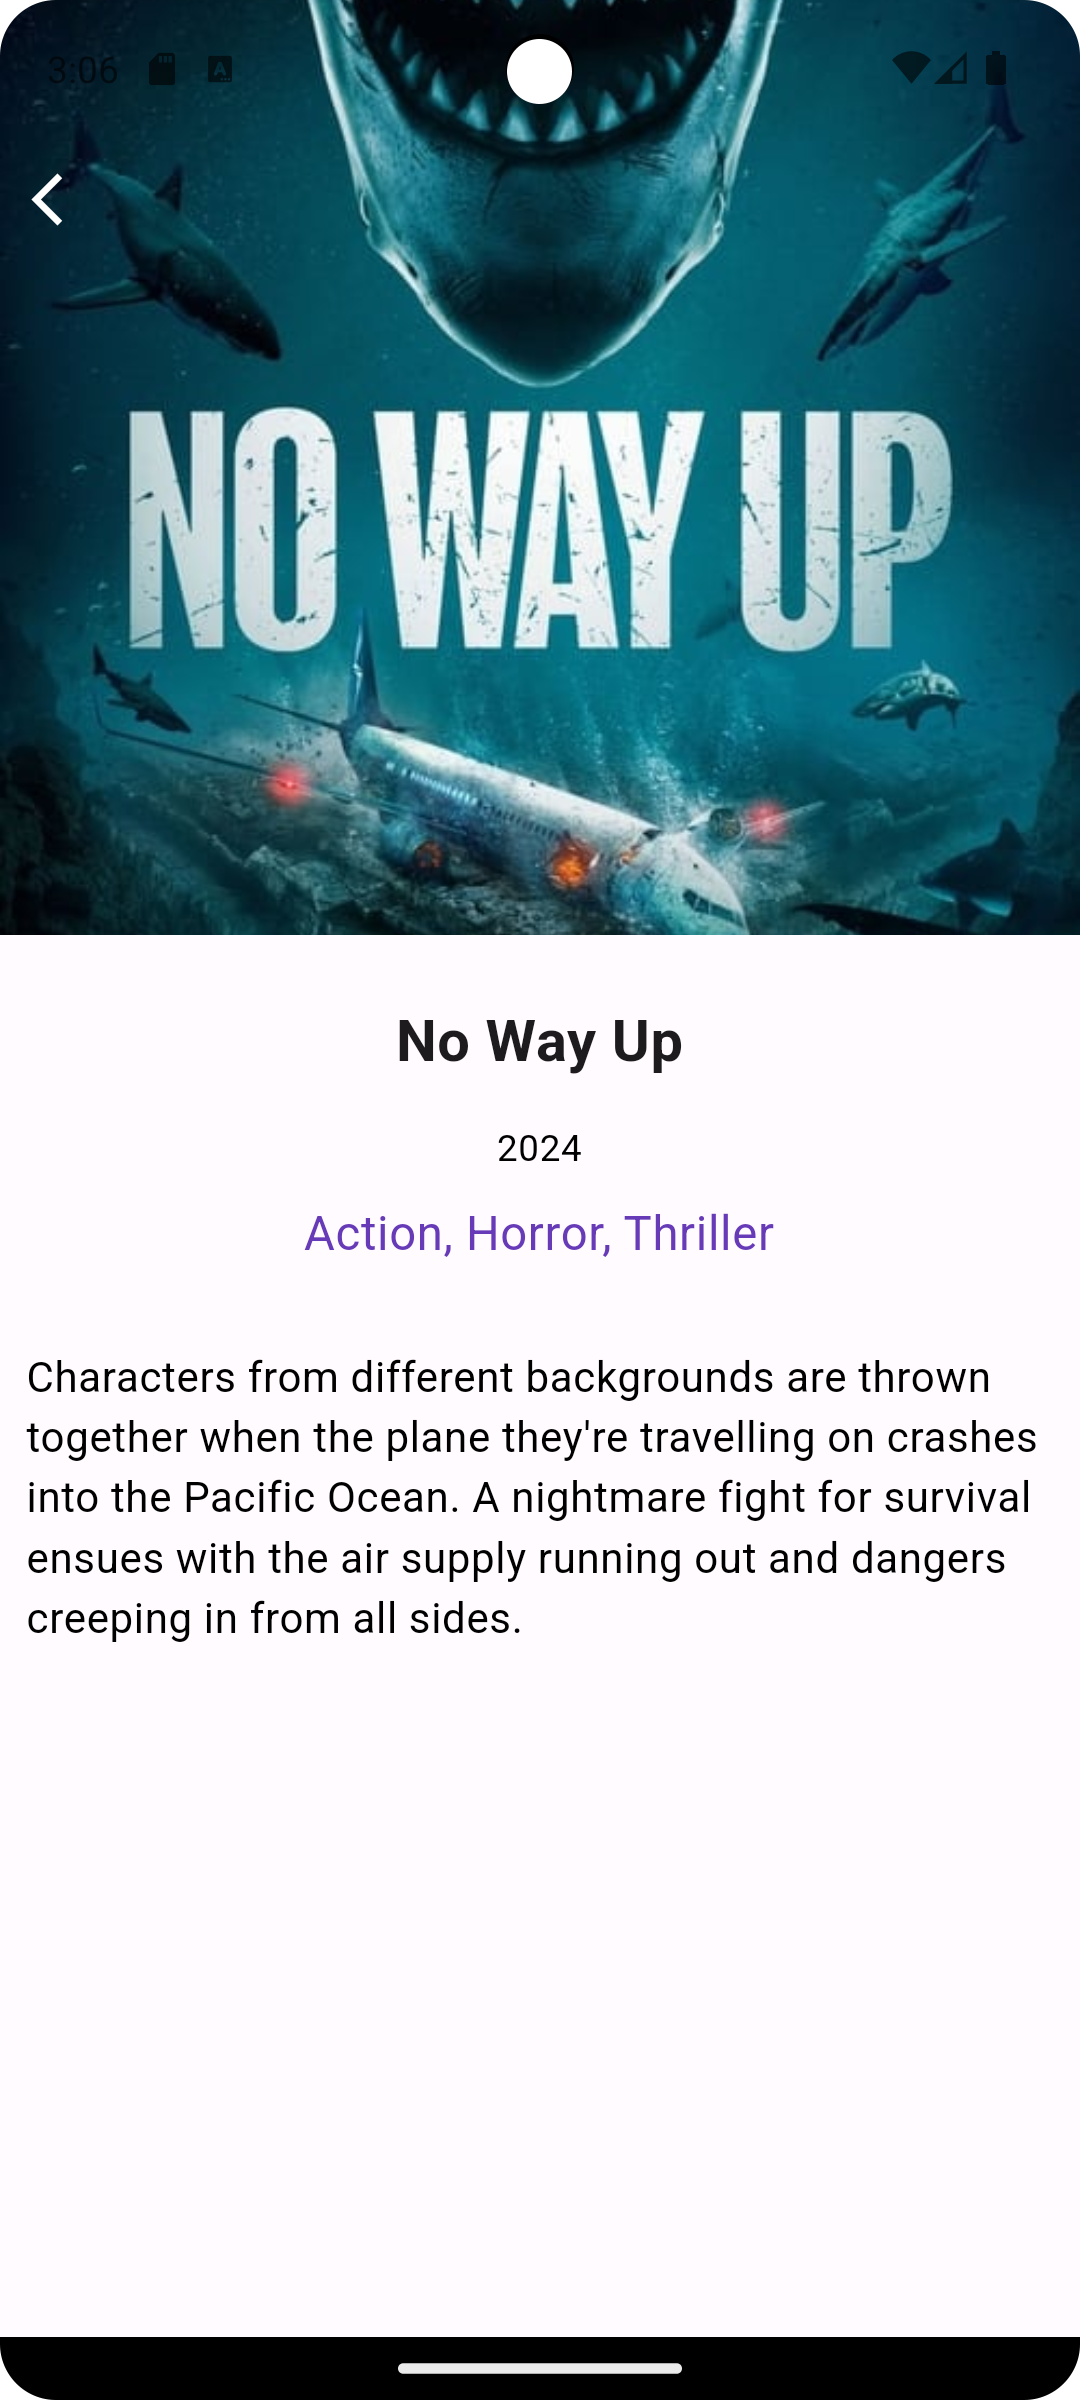 3:06
A
NO WAY UP
No Way Up
2024
Action, Horror, Thriller
Characters from different backgrounds are thrown
together when the plane they're travelling on crashes
into the Pacific Ocean. A nightmare fight for survival
ensues with the air supply running out and dangers
creeping in from all sides.